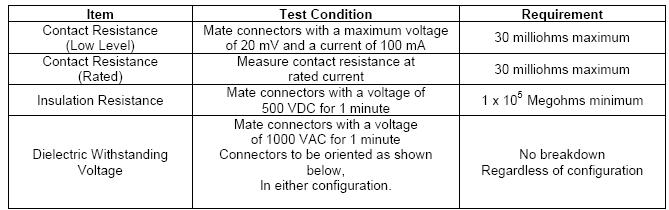 Item Test Condition Requirement
Contact Resistance
(Low Level)
Mate connectors with a maximum voltage
of 20 mV and a current of 100 mA
30 milliohms maximum
Contact Resistance
(Rated)
Measure contact resistance at
rated current
30 milliohms maximum
Insulation Resistance
Mate connectors with a voltage of
500 VDC for 1 minute
1 x 10⁵ Megohms minimum
Dielectric Withstanding
Voltage
Mate connectors with a voltage
of 1000 VAC for 1 minute
Connectors to be oriented as shown
below,
In either configuration.
No breakdown
Regardless of configuration